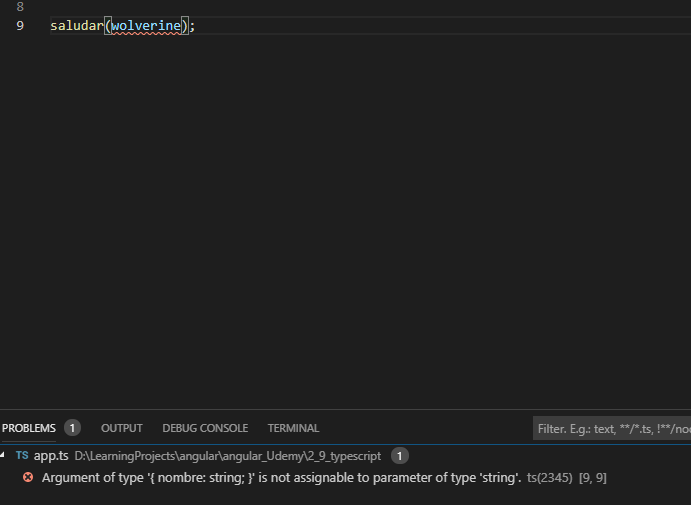 8
9 saludar(wolverine);
PROBLEMS 1 OUTPUT DEBUG CONSOLE TERMINAL Filter. E.g.: text, **/*.ts, !**/noc
TS app.ts D:\LearningProjects\angular\angular_Udemy\2_9_typescript 1
Argument of type '{ nombre: string; }' is not assignable to parameter of type 'string'. ts(2345) [9, 9]